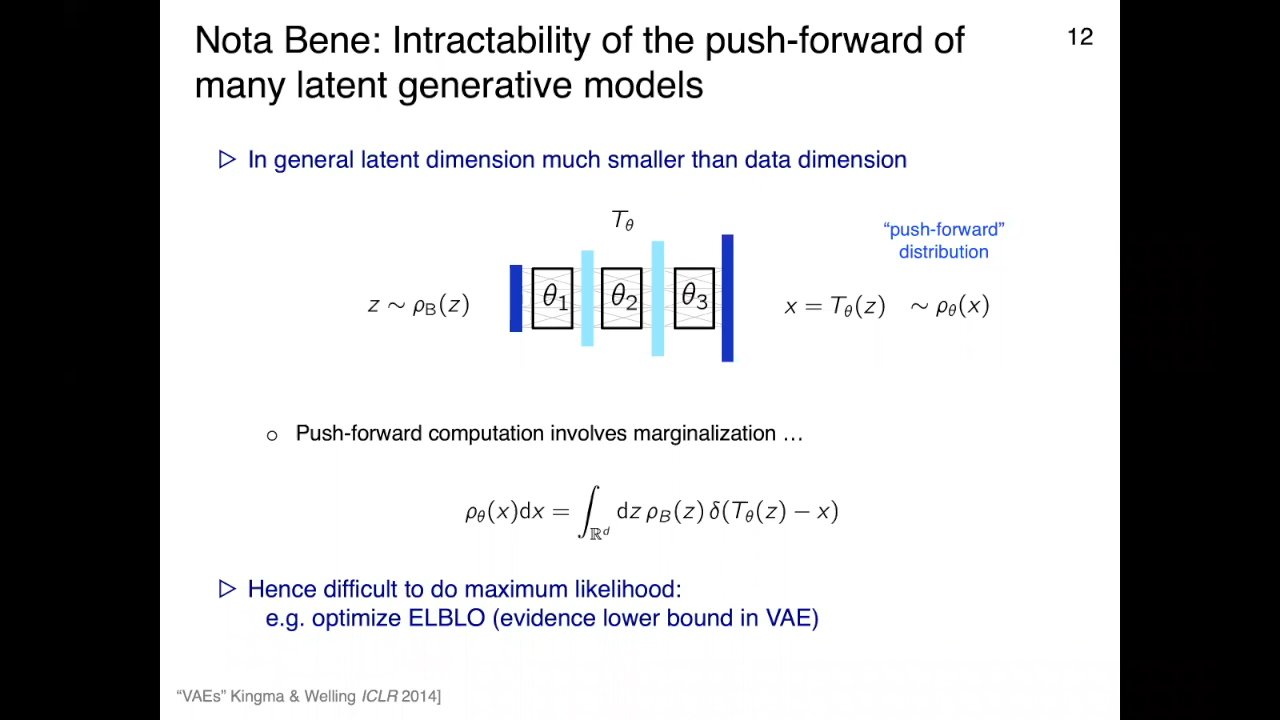 Nota Bene: Intractability of the push-forward of
12
many latent generative models
▷ In general latent dimension much smaller than data dimension
T_θ
“push-forward”
distribution
z ∼ ρ_B(z)
θ_1 θ_2 θ_3
x = T_θ(z) ∼ ρ_θ(x)
○ Push-forward computation involves marginalization …
ρ_θ(x)dx = ∫_{ℝ^d} dz ρ_B(z) δ(T_θ(z) − x)
▷ Hence difficult to do maximum likelihood:
e.g. optimize ELBLO (evidence lower bound in VAE)
“VAEs” Kingma & Welling ICLR 2014]